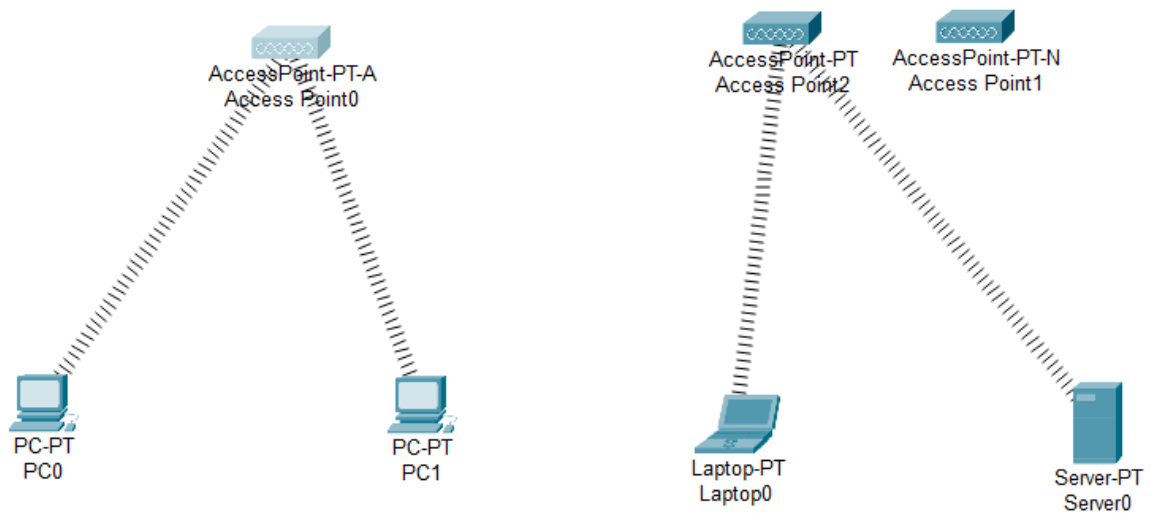 AccessPoint-PT-A
Access Point0
AccessPoint-PT
Access Point2
AccessPoint-PT-N
Access Point1
PC-PT
PC0
PC-PT
PC1
Laptop-PT
Laptop0
Server-PT
Server0